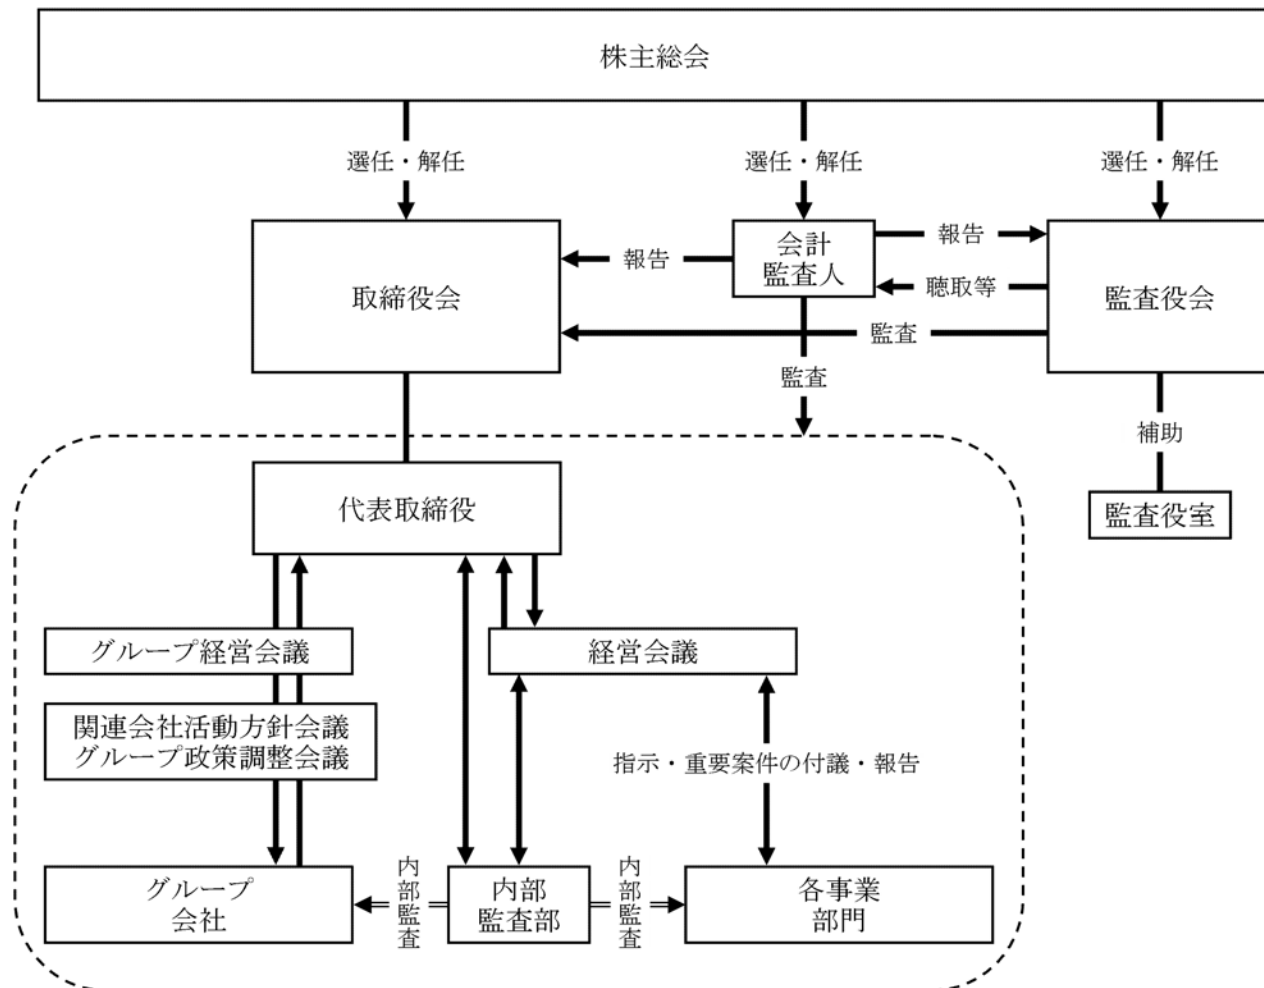 株主総会
選任・解任
選任・解任
選任・解任
取締役会
報告
会計
監査人
報告
聴取等
監査
監査
監査役会
補助
監査役室
代表取締役
グループ経営会議
経営会議
関連会社活動方針会議
グループ政策調整会議
指示・重要案件の付議・報告
グループ
会社
内部監査
内部
監査部
内部監査
各事業
部門